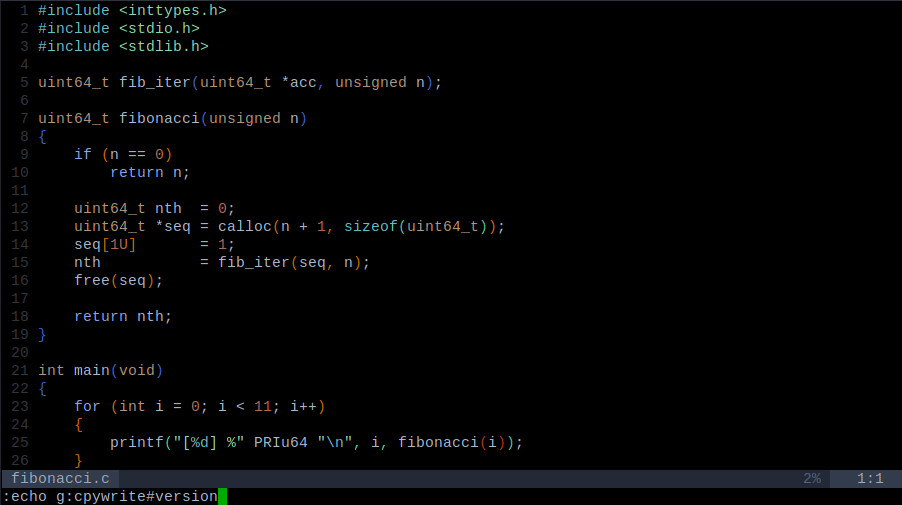 1 #include <inttypes.h>
2 #include <stdio.h>
3 #include <stdlib.h>
4
5 uint64_t fib_iter(uint64_t *acc, unsigned n);
6
7 uint64_t fibonacci(unsigned n)
8 {
9     if (n == 0)
10         return n;
11
12     uint64_t nth  = 0;
13     uint64_t *seq = calloc(n + 1, sizeof(uint64_t));
14     seq[1U]       = 1;
15     nth           = fib_iter(seq, n);
16     free(seq);
17
18     return nth;
19 }
20
21 int main(void)
22 {
23     for (int i = 0; i < 11; i++)
24     {
25         printf("[%d] %" PRIu64 "\n", i, fibonacci(i));
26     }
fibonacci.c 2% 1:1
:echo g:cpywrite#version